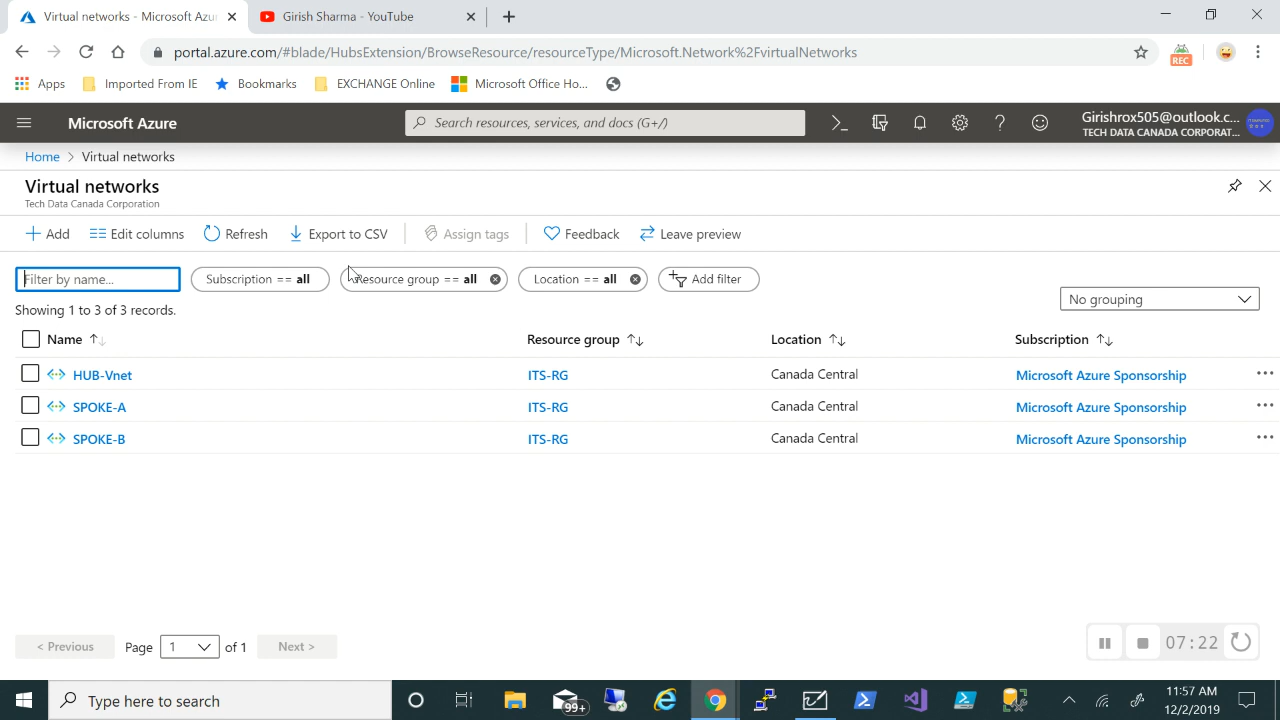 Virtual networks - Microsoft Azur
Girish Sharma - YouTube
portal.azure.com/#blade/HubsExtension/BrowseResource/resourceType/Microsoft.Network%2FvirtualNetworks
REC
Apps
Imported From IE
Bookmarks
EXCHANGE Online
Microsoft Office Ho...
Microsoft Azure
Search resources, services, and docs (G+/)
Girishrox505@outlook.c...
TECH DATA CANADA CORPORAT...
Home > Virtual networks
Virtual networks
Tech Data Canada Corporation
Add
Edit columns
Refresh
Export to CSV
Assign tags
Feedback
Leave preview
Filter by name...
Subscription == all
Resource group == all
Location == all
Add filter
Showing 1 to 3 of 3 records.
No grouping
Name
Resource group
Location
Subscription
HUB-Vnet
ITS-RG
Canada Central
Microsoft Azure Sponsorship
SPOKE-A
ITS-RG
Canada Central
Microsoft Azure Sponsorship
SPOKE-B
ITS-RG
Canada Central
Microsoft Azure Sponsorship
< Previous
Page 1 of 1
Next >
07:22
Type here to search
99+
11:57 AM
12/2/2019